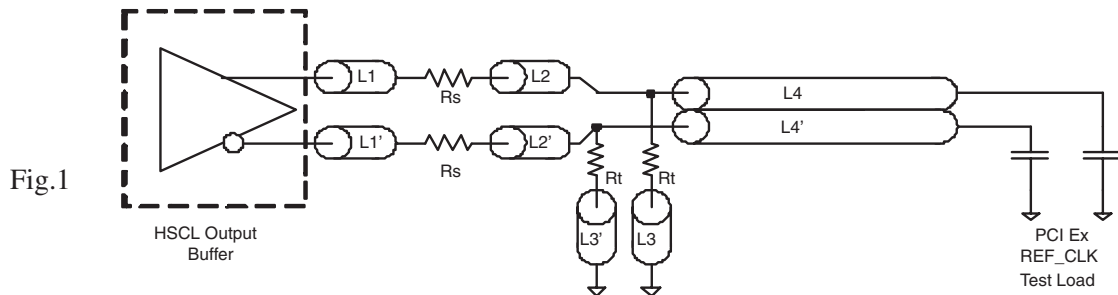 L1
Rs
L2
L4
L1'
Rs
L2'
L4'
Rt
Rt
L3'
L3
Fig.1
HSCL Output
Buffer
PCI Ex
REF_CLK
Test Load